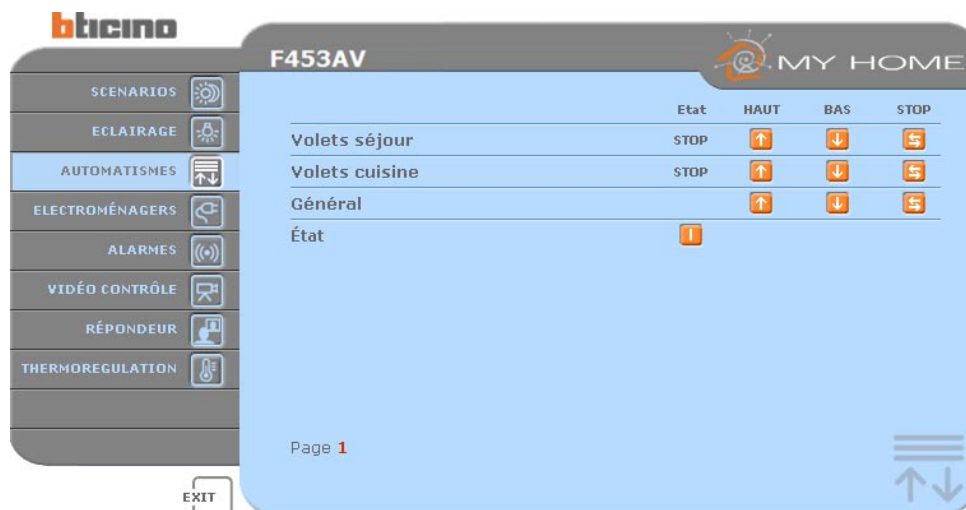 bticino
F453AV
MY HOME
SCENARIOS
ECLAIRAGE
AUTOMATISMES
ELECTROMÉNAGERS
ALARMES
VIDÉO CONTRÔLE
RÉPONDEUR
THERMOREGULATION
EXIT
Etat HAUT BAS STOP
Volets séjour STOP
Volets cuisine STOP
Général
État
Page 1